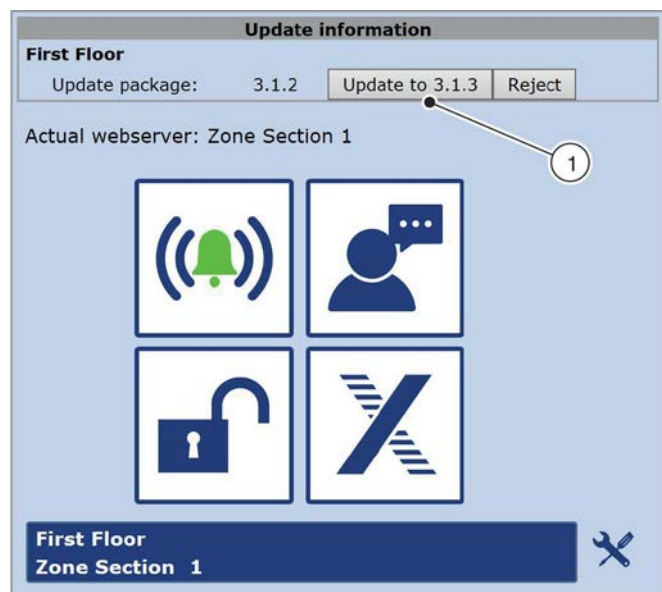 Update information
First Floor
Update package: 3.1.2 Update to 3.1.3 Reject
Actual webserver: Zone Section 1
1
First Floor
Zone Section 1